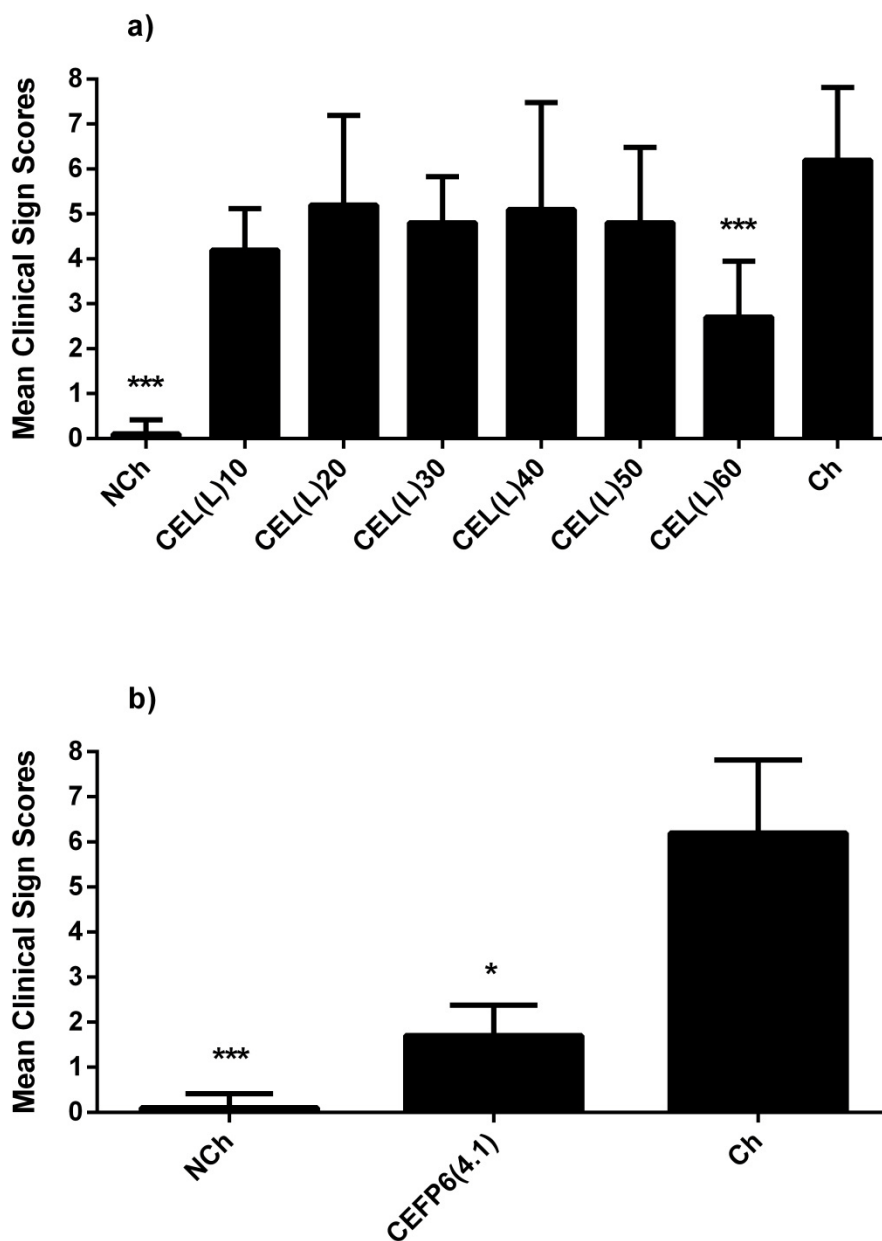 a)
Mean Clinical Sign Scores
8
7
6
5
4
3
2
1
0
***
***
NCh
CEL(L)10
CEL(L)20
CEL(L)30
CEL(L)40
CEL(L)50
CEL(L)60
Ch
b)
Mean Clinical Sign Scores
8
7
6
5
4
3
2
1
0
***
*
NCh
CEFP6(4.1)
Ch